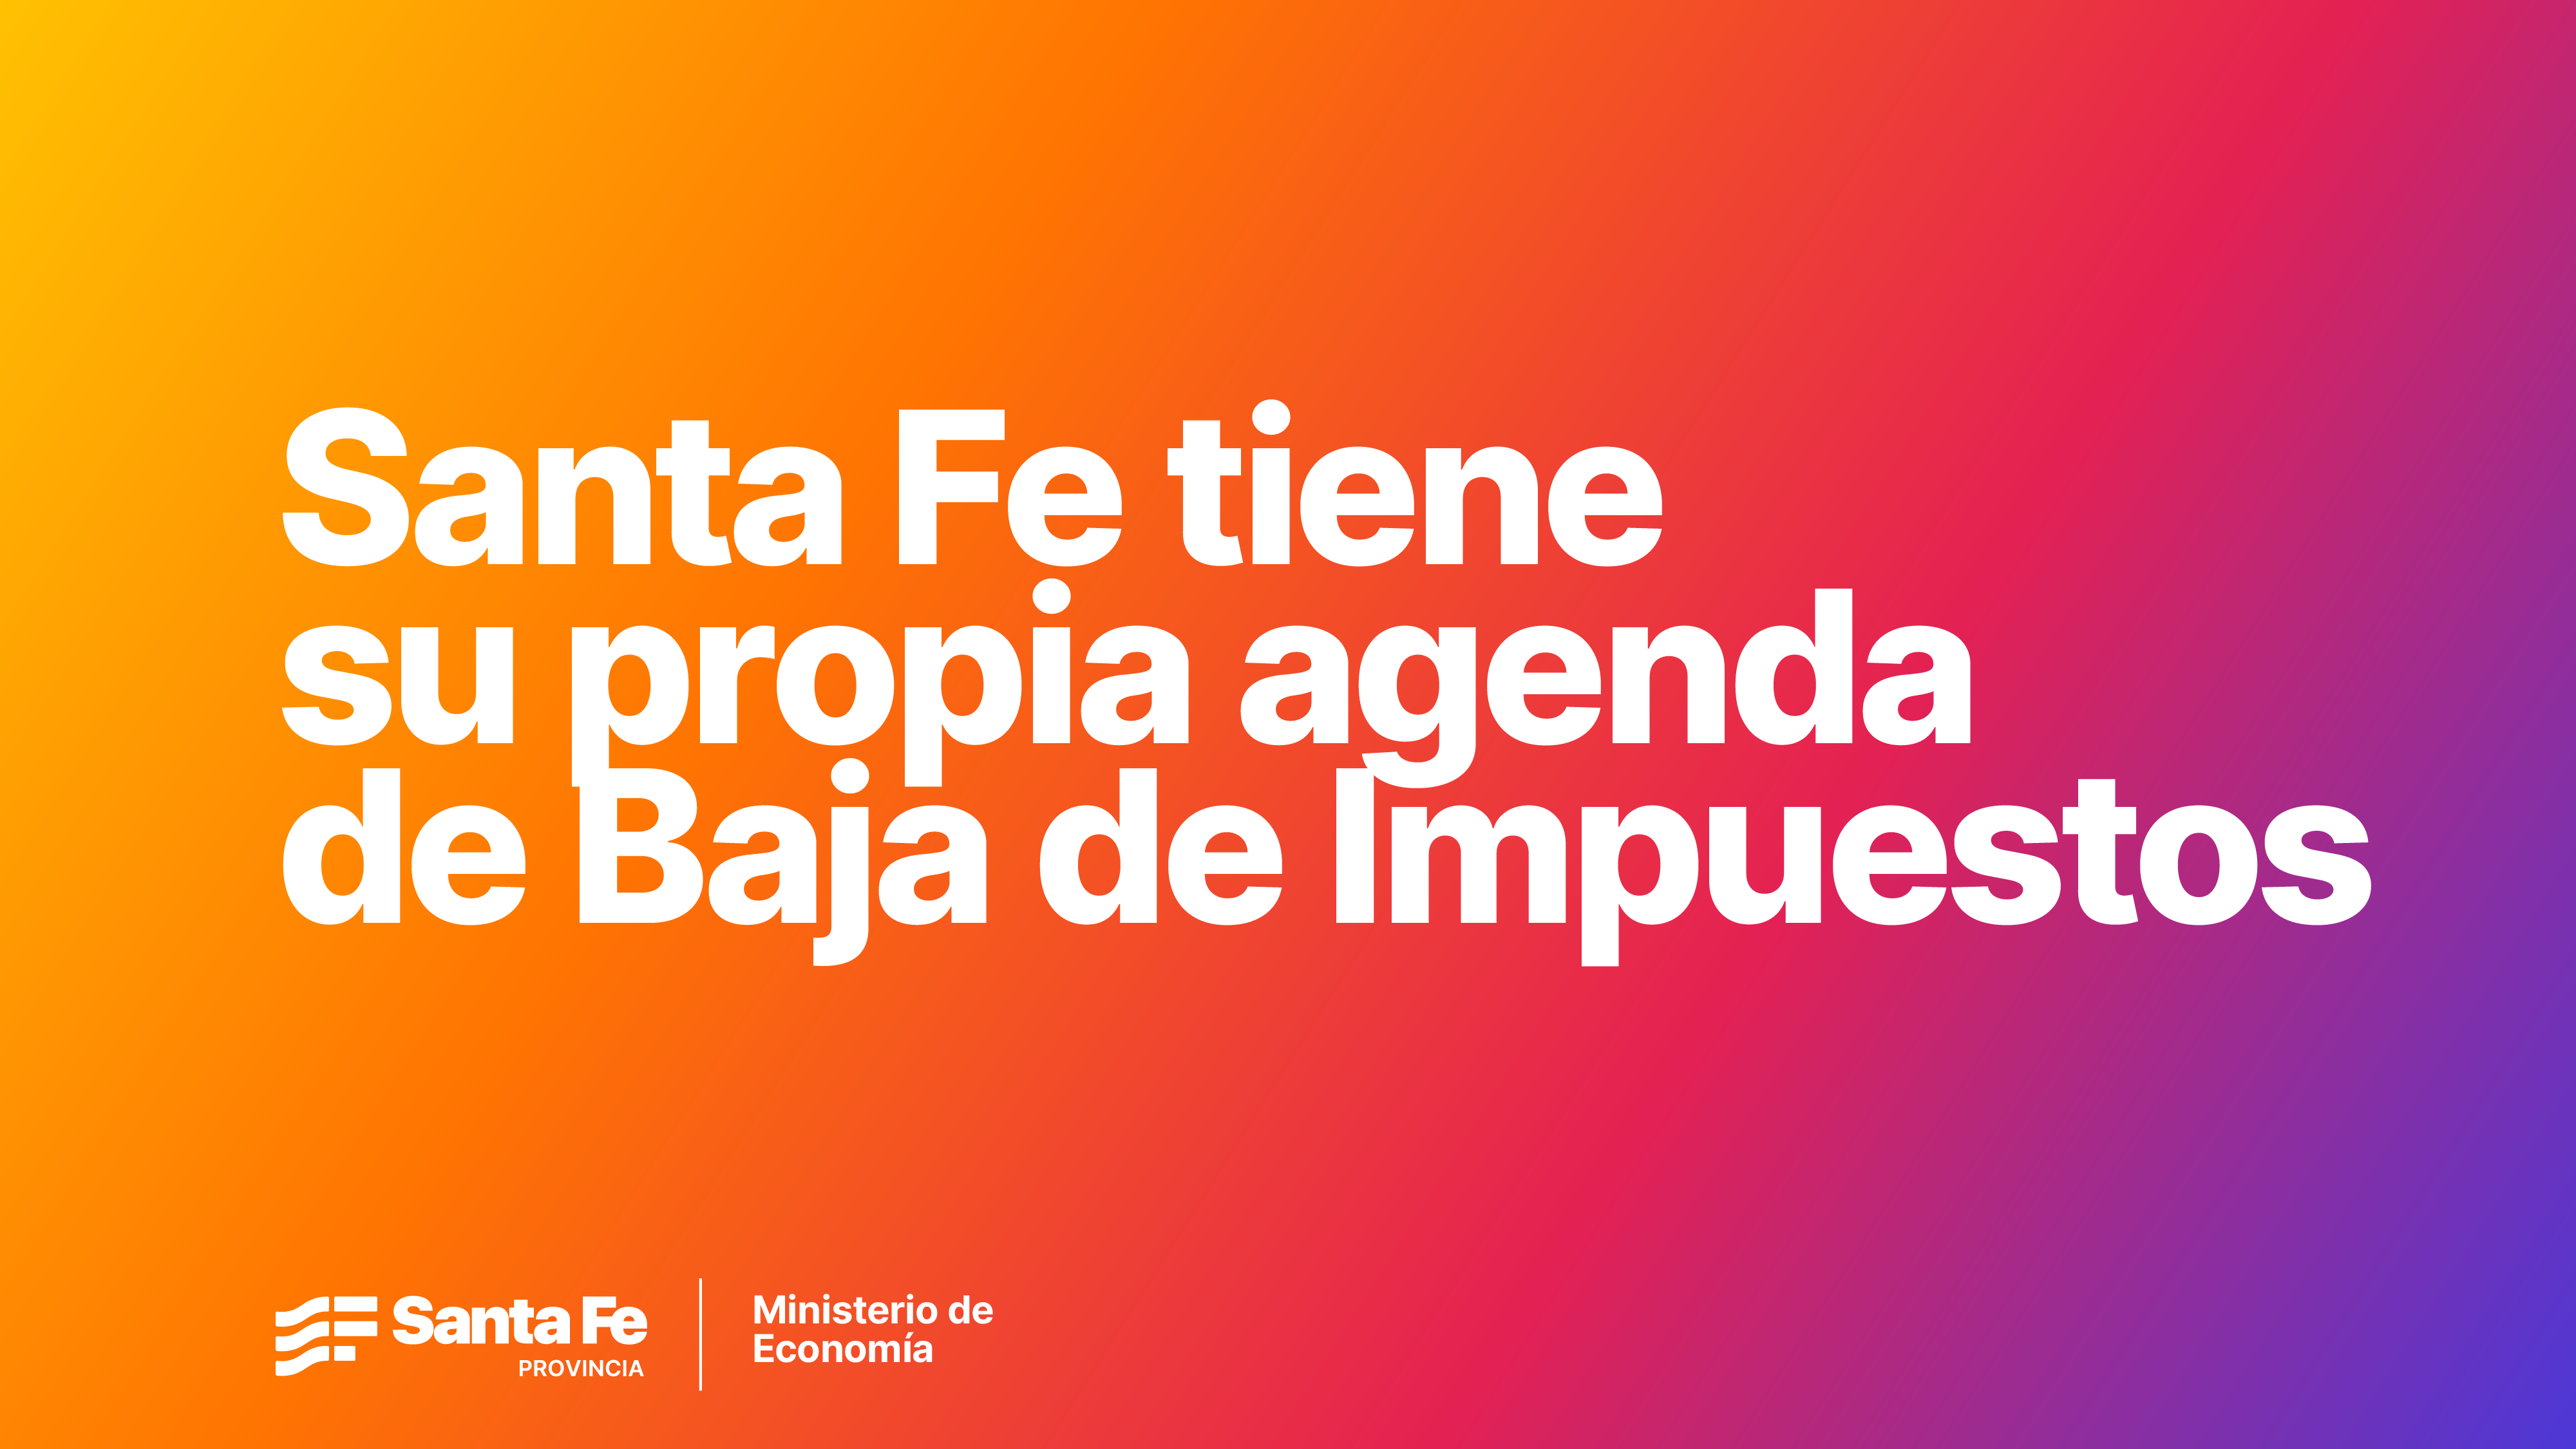 Santa Fe tiene
su propia agenda
de Baja de Impuestos
Santa Fe
PROVINCIA
Ministerio de
Economía